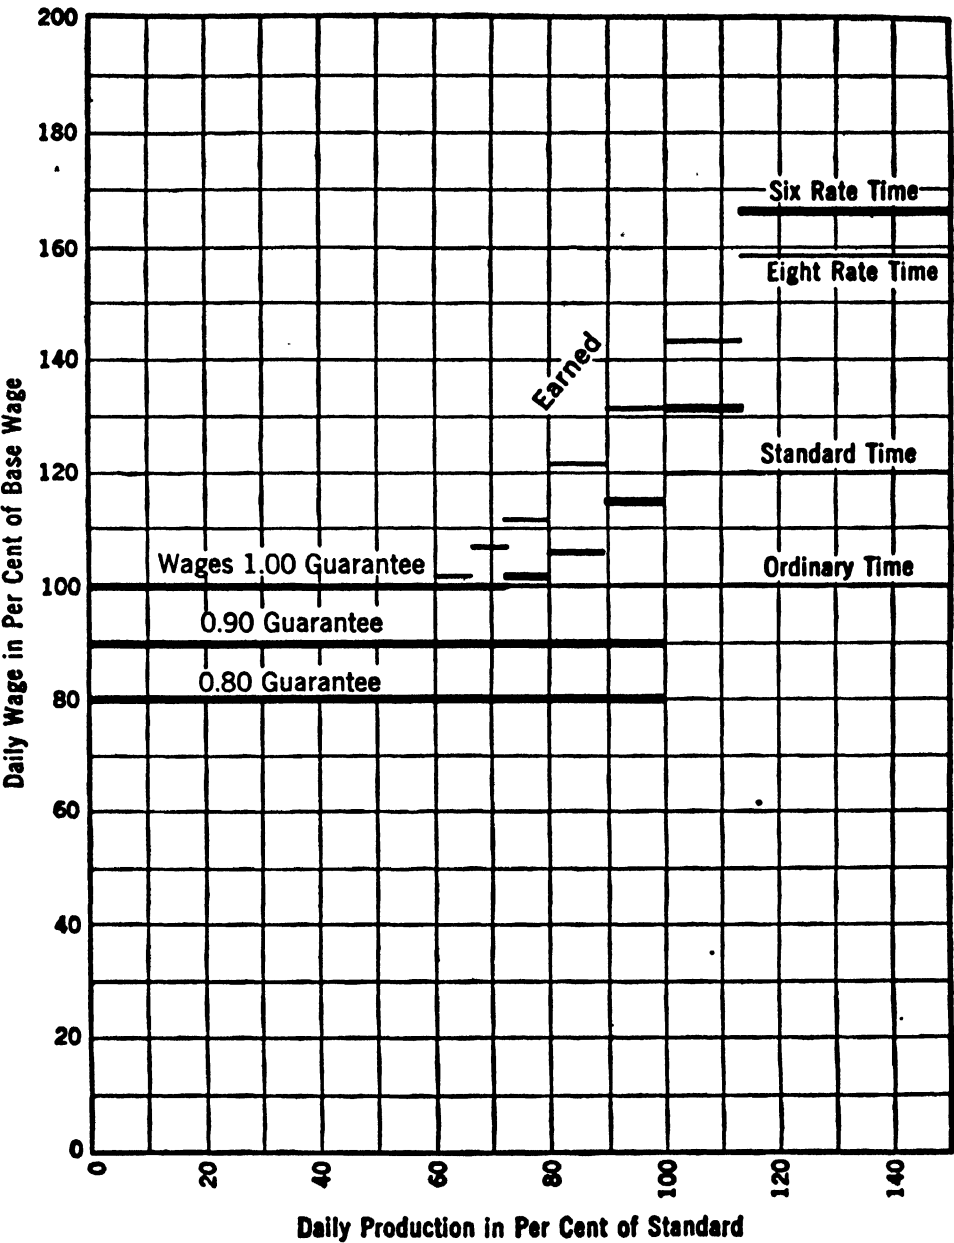 200
180
160
140
120
100
80
60
40
20
0
Daily Wage in Per Cent of Base Wage
Six Rate Time
Eight Rate Time
Earned
Standard Time
Wages 1.00 Guarantee
Ordinary Time
0.90 Guarantee
0.80 Guarantee
0 20 40 60 80 100 120 140
Daily Production in Per Cent of Standard